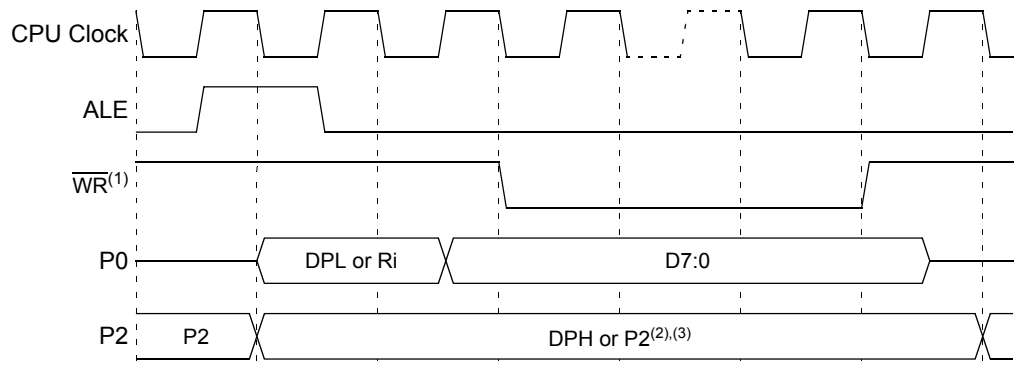 CPU Clock
ALE
WR(1)
P0 DPL or Ri D7:0
P2 P2 DPH or P2(2),(3)